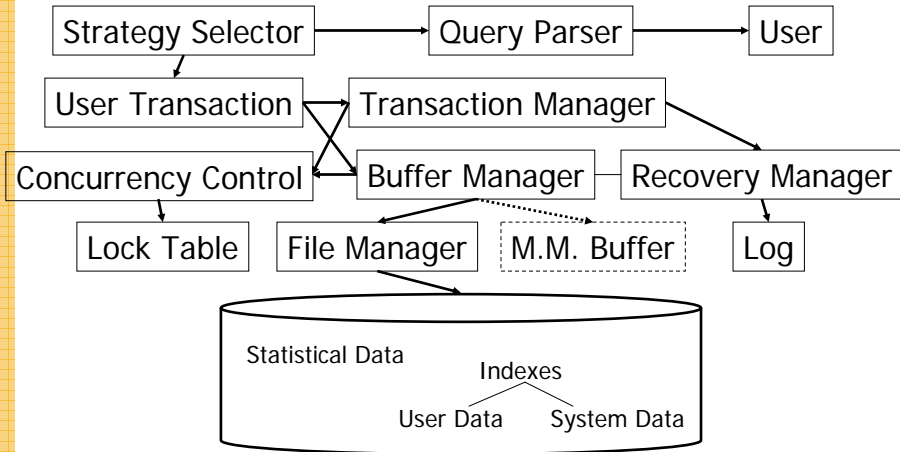 Strategy Selector
Query Parser
User
User Transaction
Transaction Manager
Concurrency Control
Buffer Manager
Recovery Manager
Lock Table
File Manager
M.M. Buffer
Log
Statistical Data
Indexes
User Data
System Data